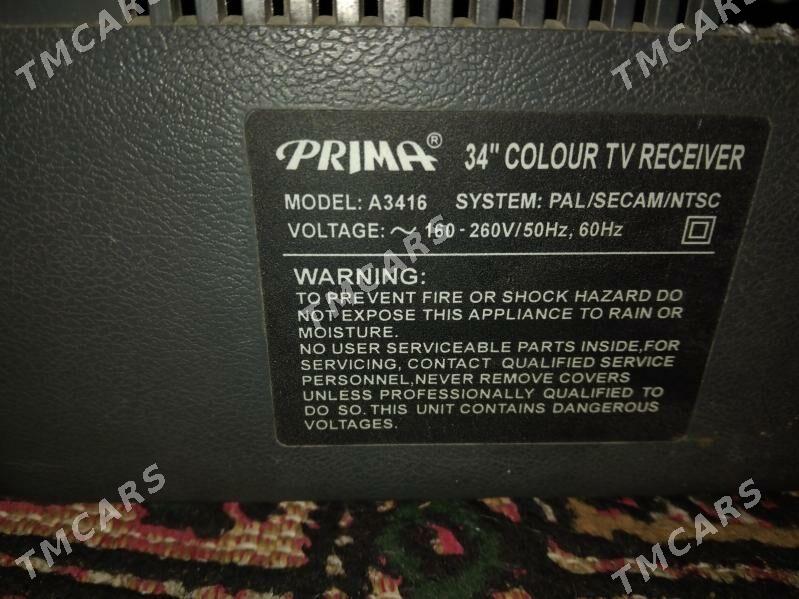 TMCARS
TMCARS
PRIMA® 34" COLOUR TV RECEIVER
MODEL: A3416 SYSTEM: PAL/SECAM/NTSC
VOLTAGE: ～ 160 - 260V/50Hz, 60Hz
WARNING:
TO PREVENT FIRE OR SHOCK HAZARD DO
NOT EXPOSE THIS APPLIANCE TO RAIN OR
MOISTURE.
NO USER SERVICEABLE PARTS INSIDE,FOR
SERVICING, CONTACT QUALIFIED SERVICE
PERSONNEL,NEVER REMOVE COVERS
UNLESS PROFESSIONALLY QUALIFIED TO
DO SO. THIS UNIT CONTAINS DANGEROUS
VOLTAGES.
TMCARS
TMCARS
TMCARS